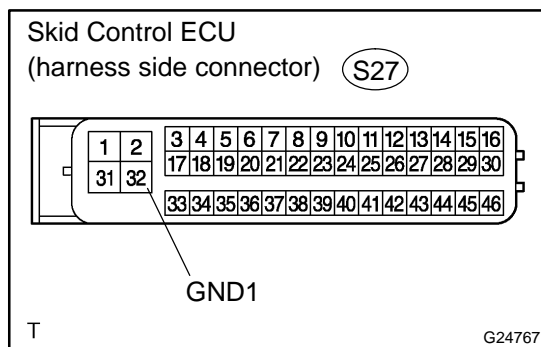 Skid Control ECU
(harness side connector) S27
1 2 3 4 5 6 7 8 9 10 11 12 13 14 15 16
17 18 19 20 21 22 23 24 25 26 27 28 29 30
31 32
33 34 35 36 37 38 39 40 41 42 43 44 45 46
GND1
T G24767